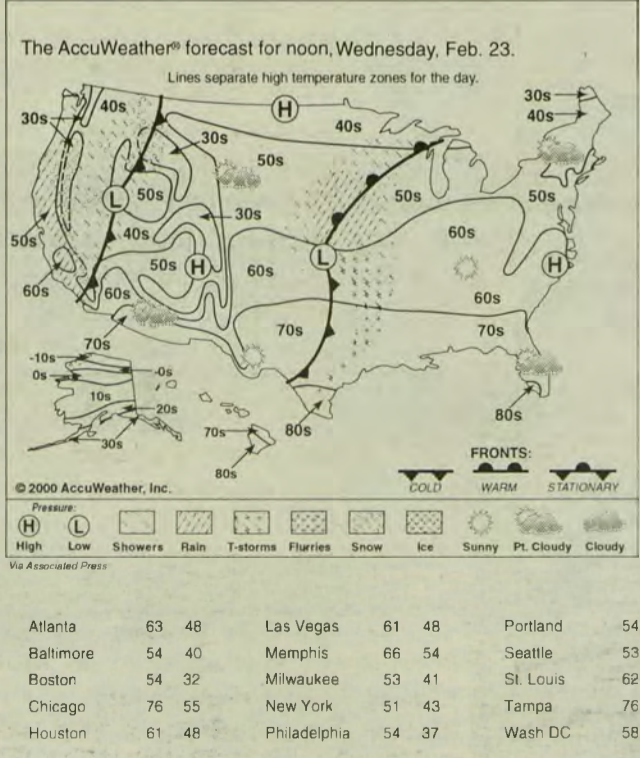 The AccuWeather® forecast for noon, Wednesday, Feb. 23.
Lines separate high temperature zones for the day.
30s 40s H 40s 30s 40s
30s 50s
L 50s 50s 50s
30s
50s 40s 60s
50s H L H
60s 60s 60s 60s
70s 70s
70s
-10s -0s
0s
10s
20s 80s
70s 80s
30s
80s
FRONTS:
© 2000 AccuWeather, Inc. COLD WARM STATIONARY
Pressure:
H L
High Low Showers Rain T-storms Flurries Snow Ice Sunny Pt. Cloudy Cloudy
Via Associated Press
Atlanta 63 48 Las Vegas 61 48 Portland 54
Baltimore 54 40 Memphis 66 54 Seattle 53
Boston 54 32 Milwaukee 53 41 St. Louis 62
Chicago 76 55 New York 51 43 Tampa 76
Houston 61 48 Philadelphia 54 37 Wash DC 58